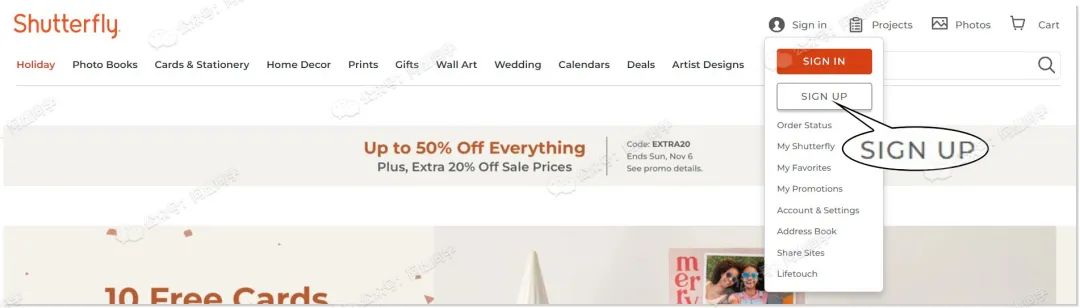 Shutterfly.
Sign in
Projects
Photos
Cart
Holiday
Photo Books
Cards & Stationery
Home Decor
Prints
Gifts
Wall Art
Wedding
Calendars
Deals
Artist Designs
SIGN IN
SIGN UP
Order Status
My Shutterfly
My Favorites
My Promotions
Account & Settings
Address Book
Share Sites
Lifetouch
SIGN UP
Up to 50% Off Everything
Plus, Extra 20% Off Sale Prices
Code: EXTRA20
Ends Sun, Nov 6
See promo details.
10 Free Cards
merry